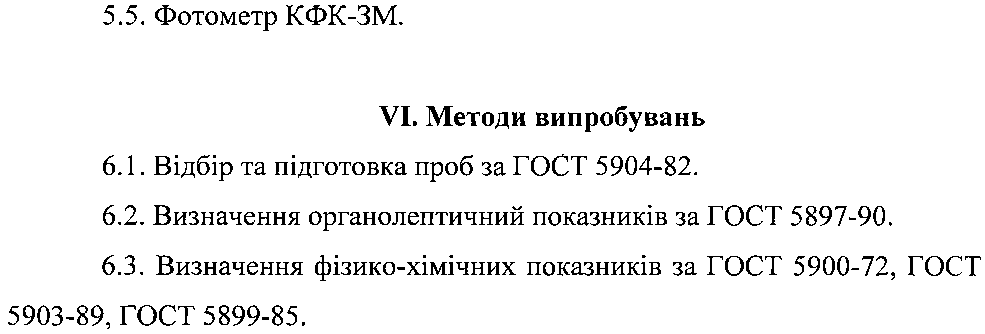 5.5. Фотометр КФК-3М.
VI. Методи випробувань
6.1. Відбір та підготовка проб за ГОСТ 5904-82.
6.2. Визначення органолептичний показників за ГОСТ 5897-90.
6.3. Визначення фізико-хімічних показників за ГОСТ 5900-72, ГОСТ
5903-89, ГОСТ 5899-85.